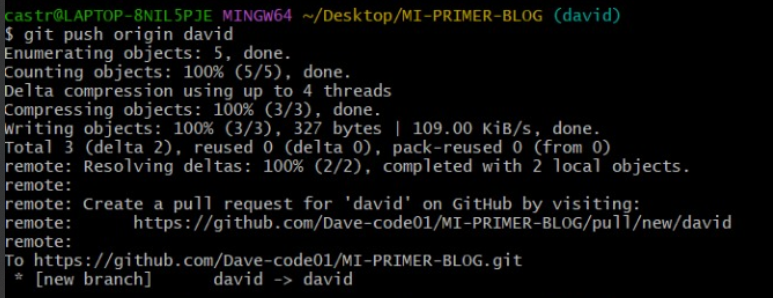 castr@LAPTOP-8NIL5PJE MINGW64 ~/Desktop/MI-PRIMER-BLOG (david)
$ git push origin david
Enumerating objects: 5, done.
Counting objects: 100% (5/5), done.
Delta compression using up to 4 threads
Compressing objects: 100% (3/3), done.
Writing objects: 100% (3/3), 327 bytes | 109.00 KiB/s, done.
Total 3 (delta 2), reused 0 (delta 0), pack-reused 0 (from 0)
remote: Resolving deltas: 100% (2/2), completed with 2 local objects.
remote:
remote: Create a pull request for 'david' on GitHub by visiting:
remote:      https://github.com/Dave-code01/MI-PRIMER-BLOG/pull/new/david
remote:
To https://github.com/Dave-code01/MI-PRIMER-BLOG.git
 * [new branch]      david -> david